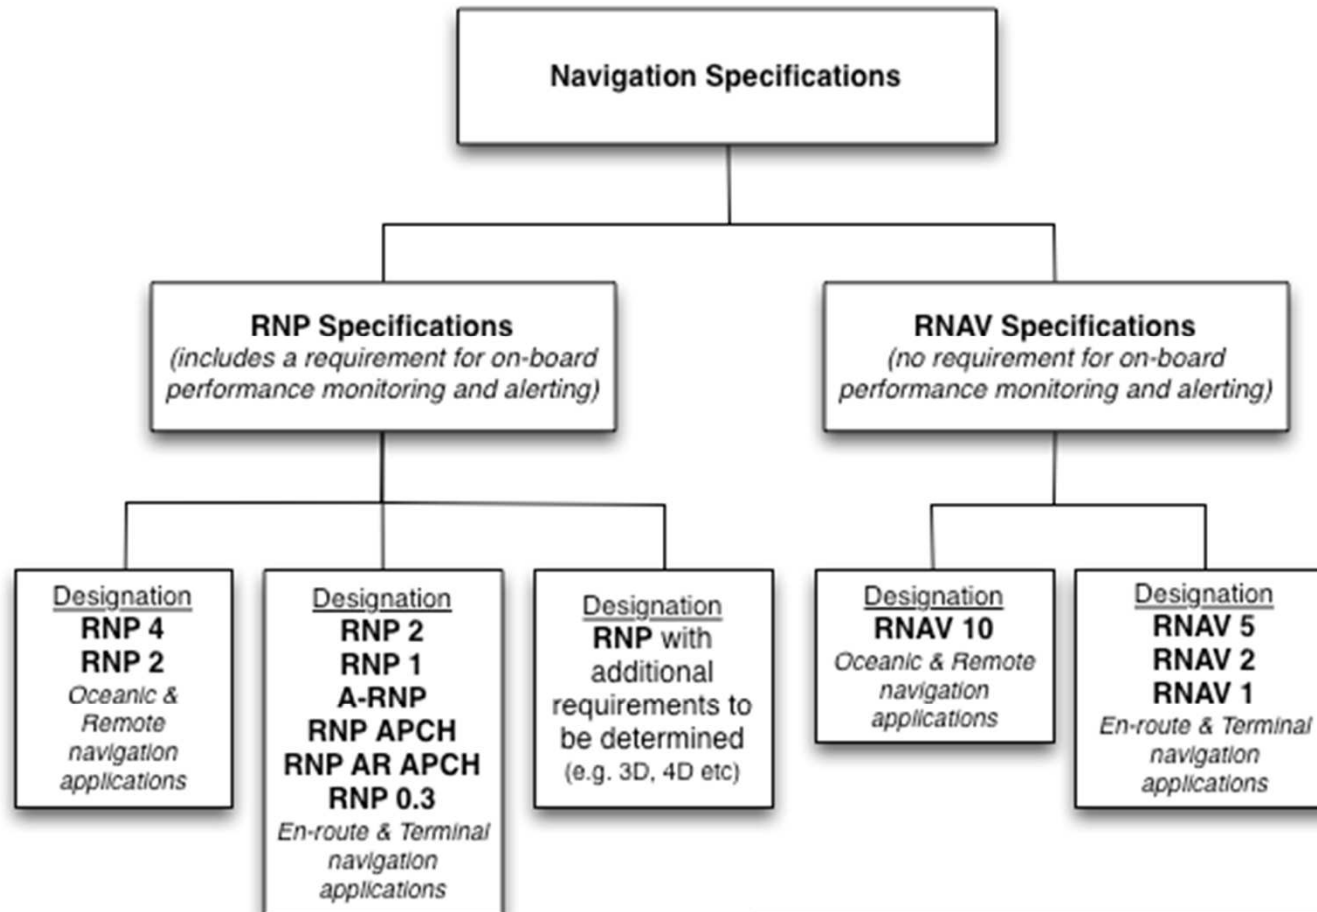 Navigation Specifications
RNP Specifications
(includes a requirement for on-board
performance monitoring and alerting)
RNAV Specifications
(no requirement for on-board
performance monitoring and alerting)
Designation
RNP 4
RNP 2
Oceanic &
Remote
navigation
applications
Designation
RNP 2
RNP 1
A-RNP
RNP APCH
RNP AR APCH
RNP 0.3
En-route & Terminal
navigation
applications
Designation
RNP with
additional
requirements to
be determined
(e.g. 3D, 4D etc)
Designation
RNAV 10
Oceanic & Remote
navigation
applications
Designation
RNAV 5
RNAV 2
RNAV 1
En-route & Terminal
navigation
applications